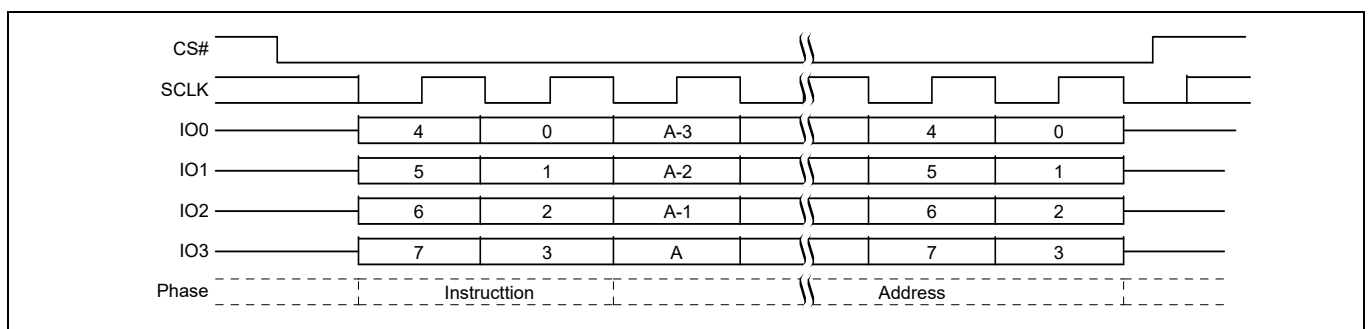 CS#
SCLK
IO0 4 0 A-3 4 0
IO1 5 1 A-2 5 1
IO2 6 2 A-1 6 2
IO3 7 3 A 7 3
Phase Instructtion Address